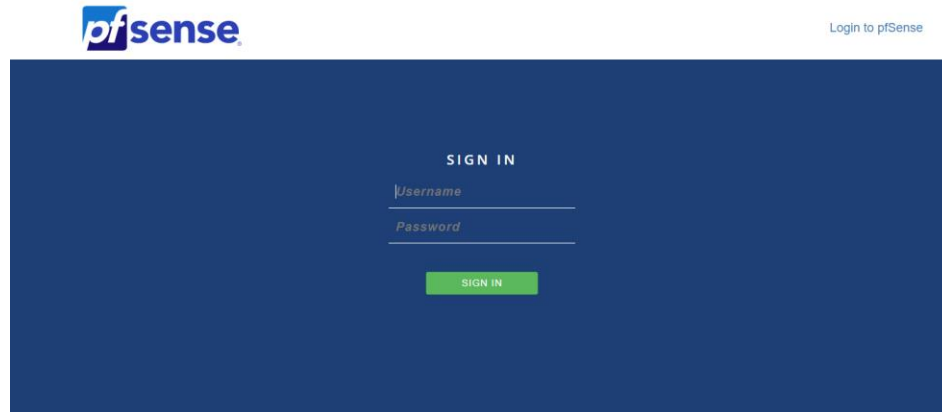 pfsense
Login to pfSense
SIGN IN
Username
Password
SIGN IN